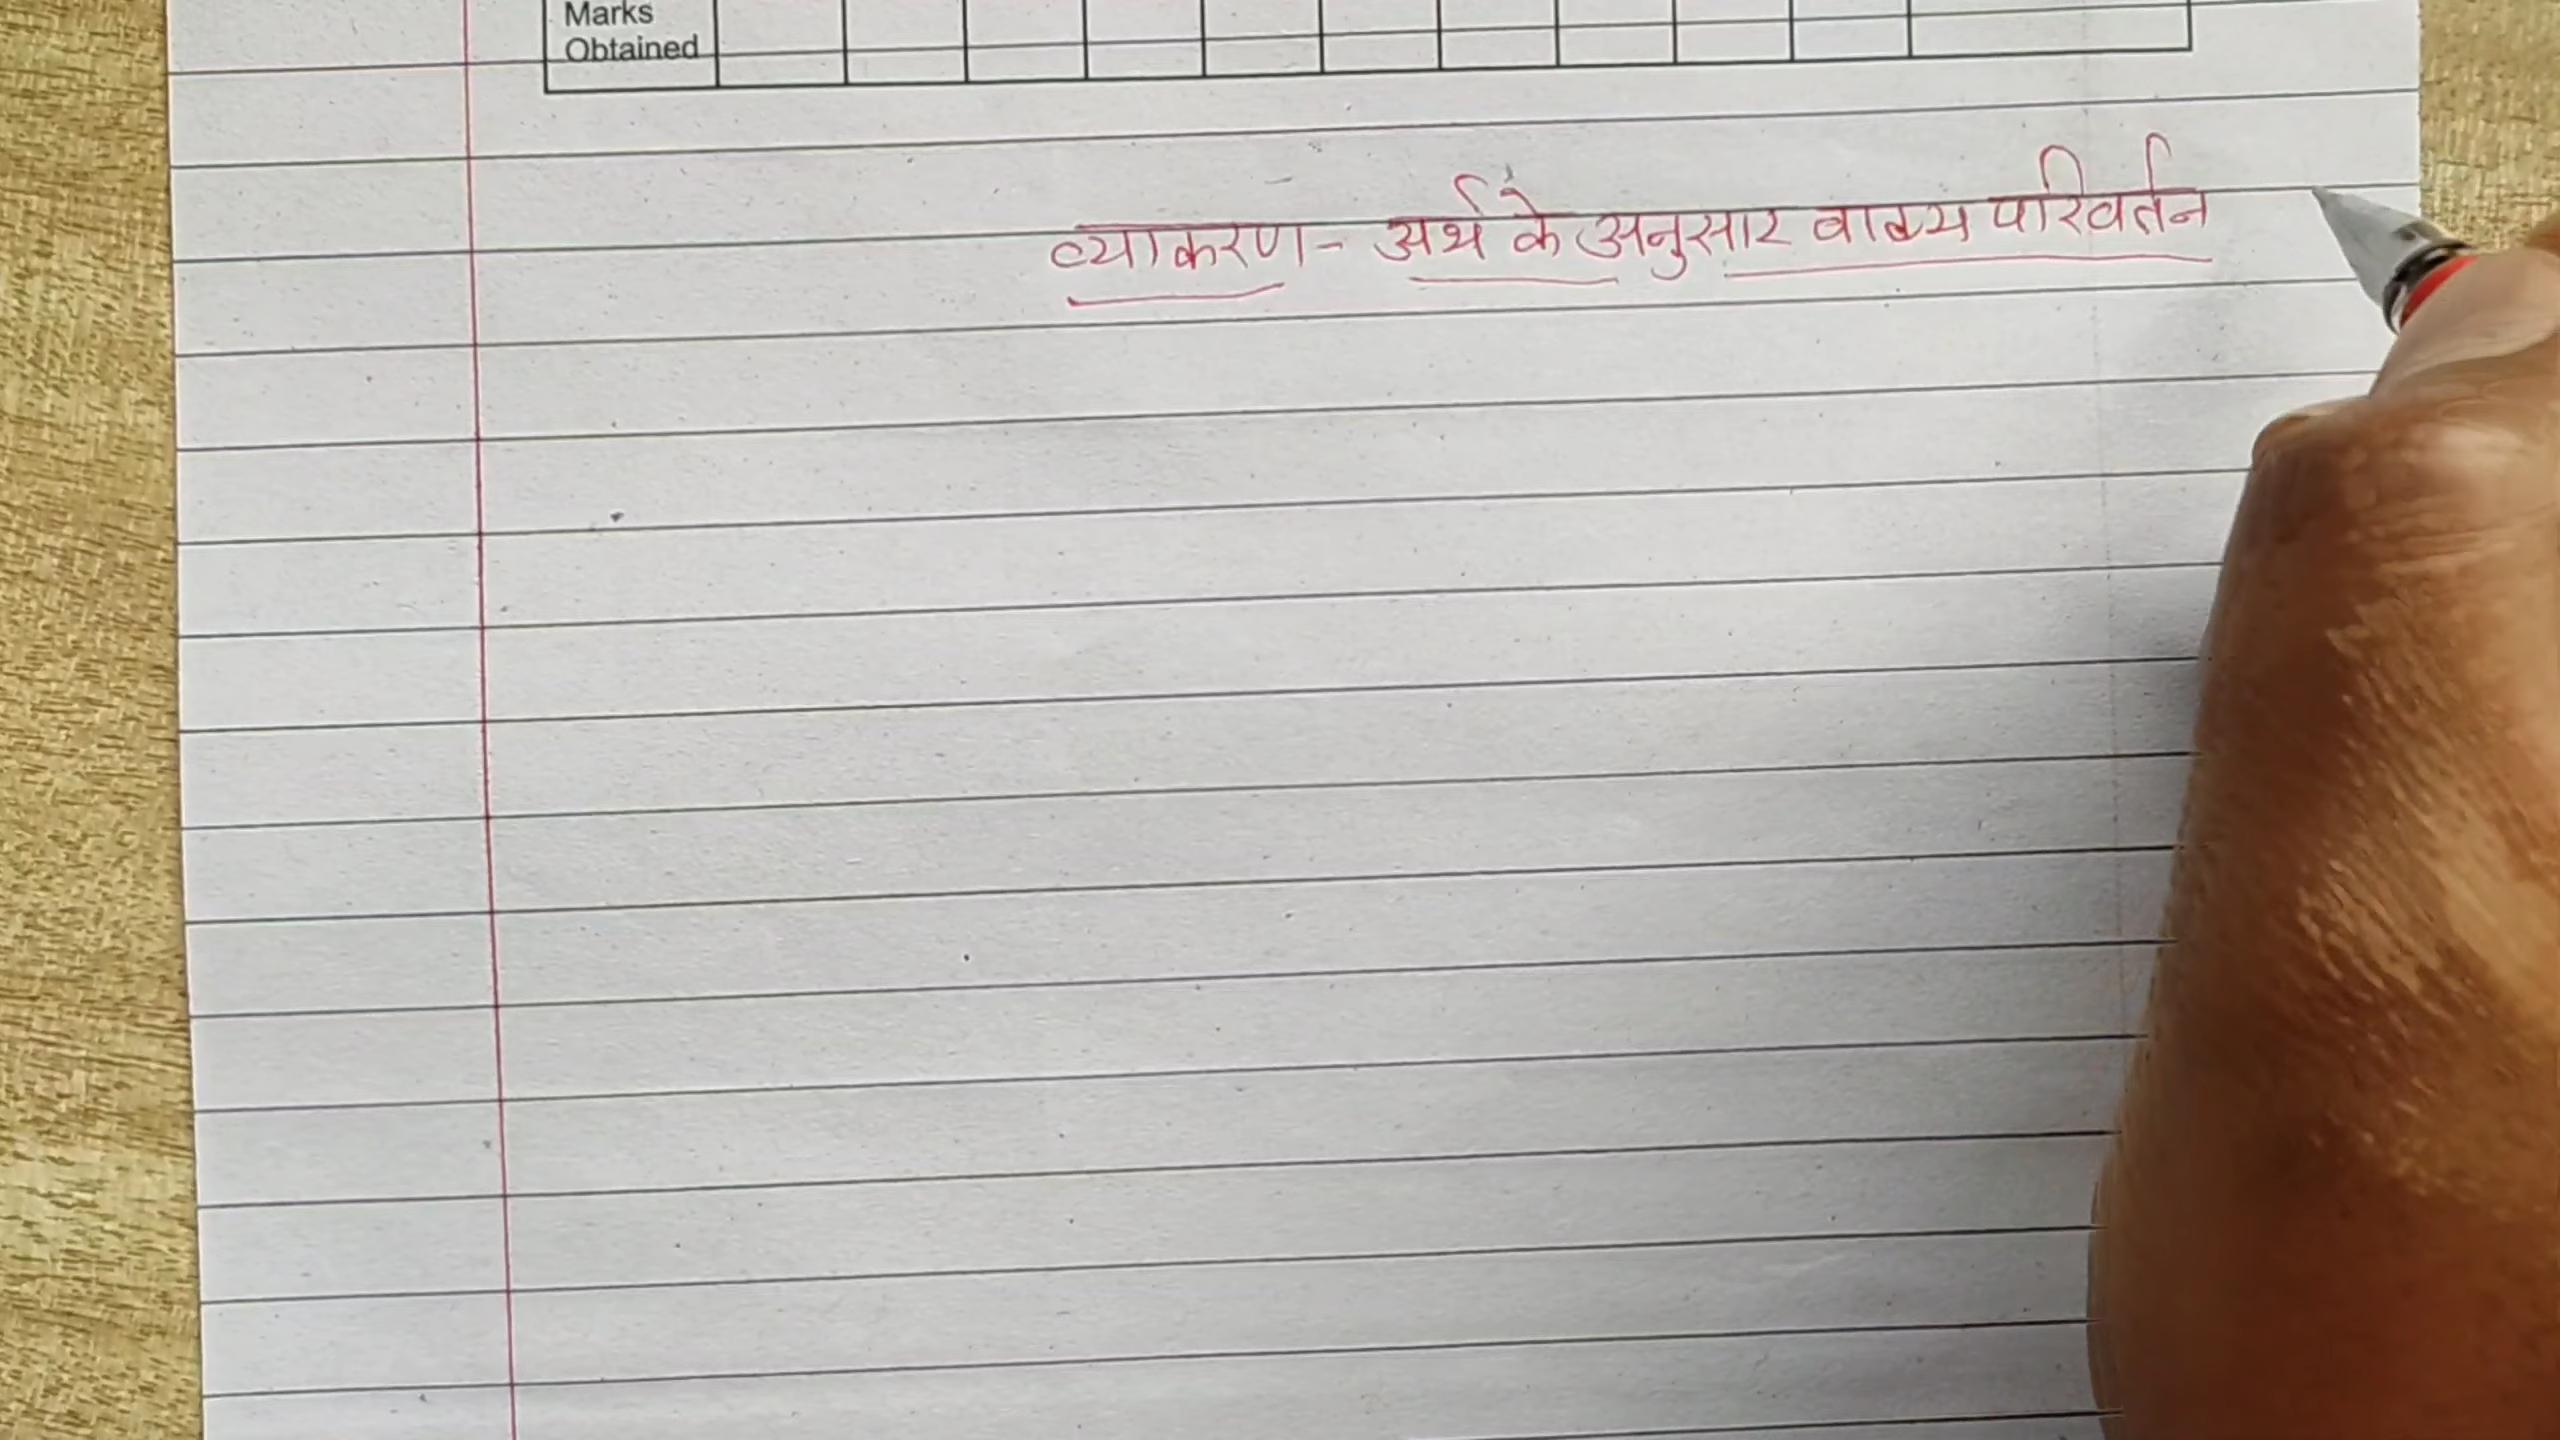 Marks
Obtained
व्याकरण- अर्थ के अनुसार वाक्य परिवर्तन